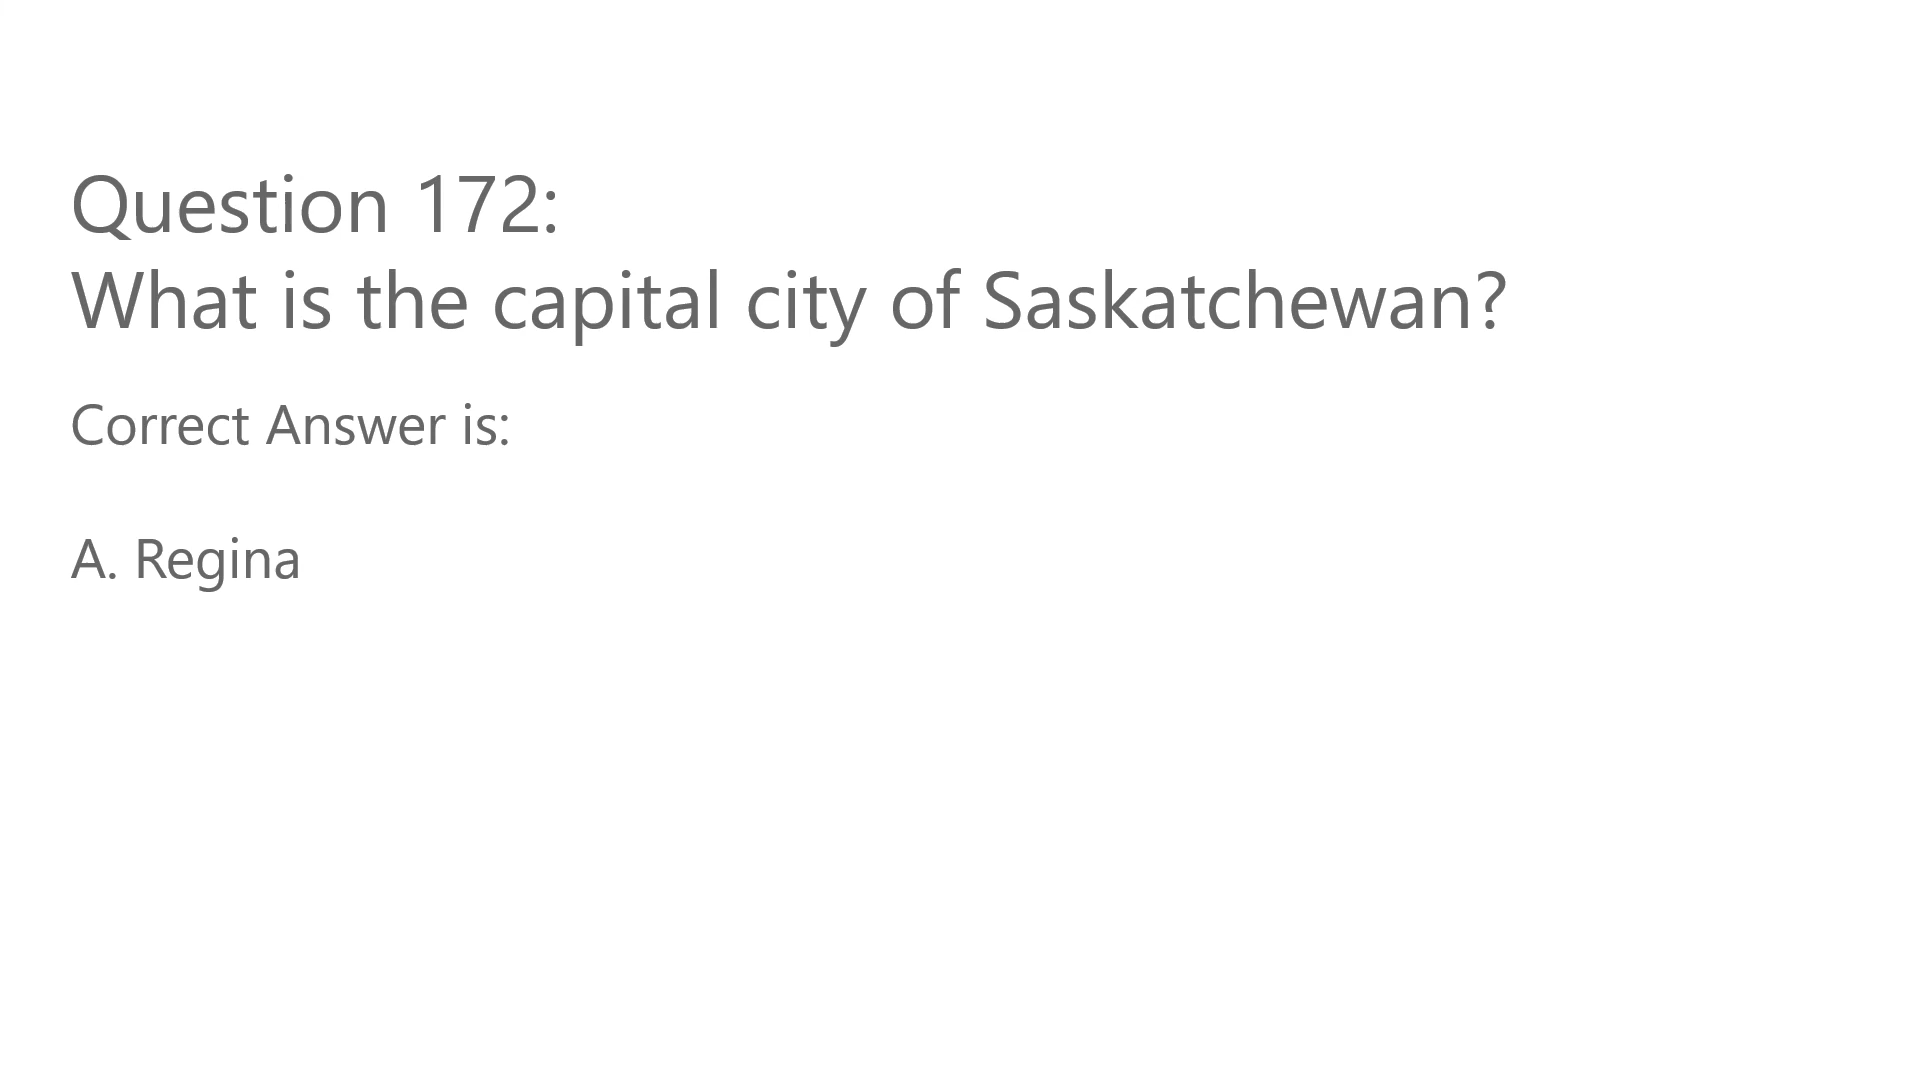 Question 172:
What is the capital city of Saskatchewan?
Correct Answer is:
A. Regina